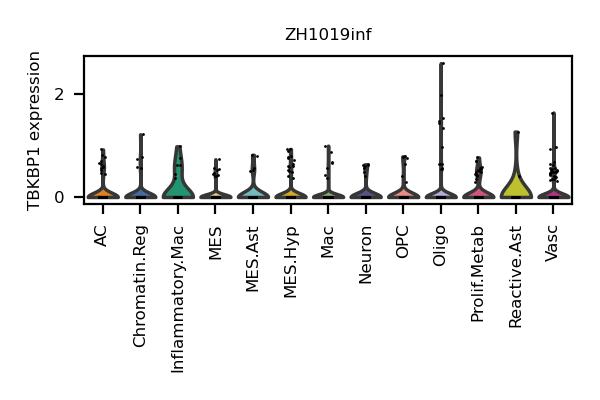 ZH1019inf
TBKBP1 expression
2
0
AC
Chromatin.Reg
Inflammatory.Mac
MES
MES.Ast
MES.Hyp
Mac
Neuron
OPC
Oligo
Prolif.Metab
Reactive.Ast
Vasc